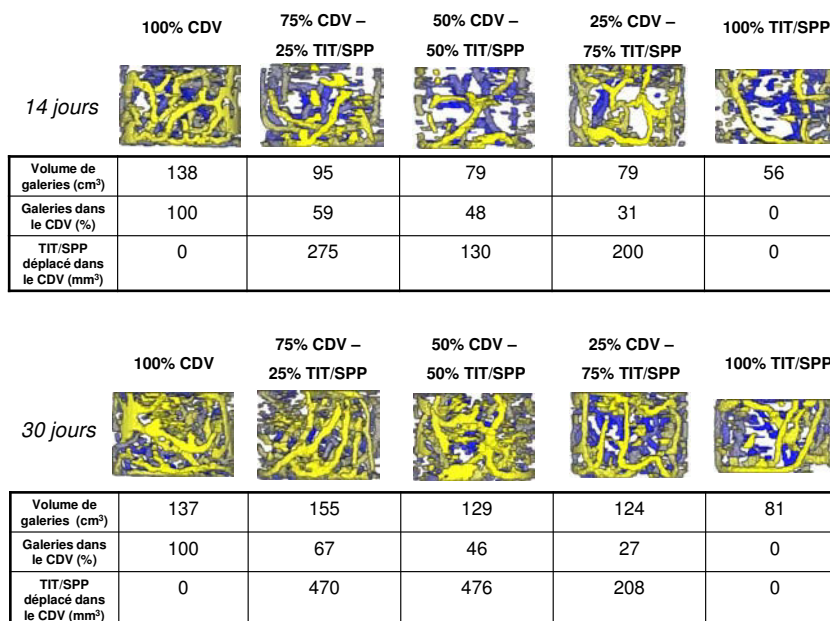 100% CDV 75% CDV – 50% CDV – 25% CDV – 100% TIT/SPP
25% TIT/SPP 50% TIT/SPP 75% TIT/SPP
14 jours
Volume de 138 95 79 79 56
galeries (cm³)
Galeries dans 100 59 48 31 0
le CDV (%)
TIT/SPP 0 275 130 200 0
déplacé dans
le CDV (mm³)
100% CDV 75% CDV – 50% CDV – 25% CDV – 100% TIT/SPP
25% TIT/SPP 50% TIT/SPP 75% TIT/SPP
30 jours
Volume de 137 155 129 124 81
galeries (cm³)
Galeries dans 100 67 46 27 0
le CDV (%)
TIT/SPP 0 470 476 208 0
déplacé dans
le CDV (mm³)